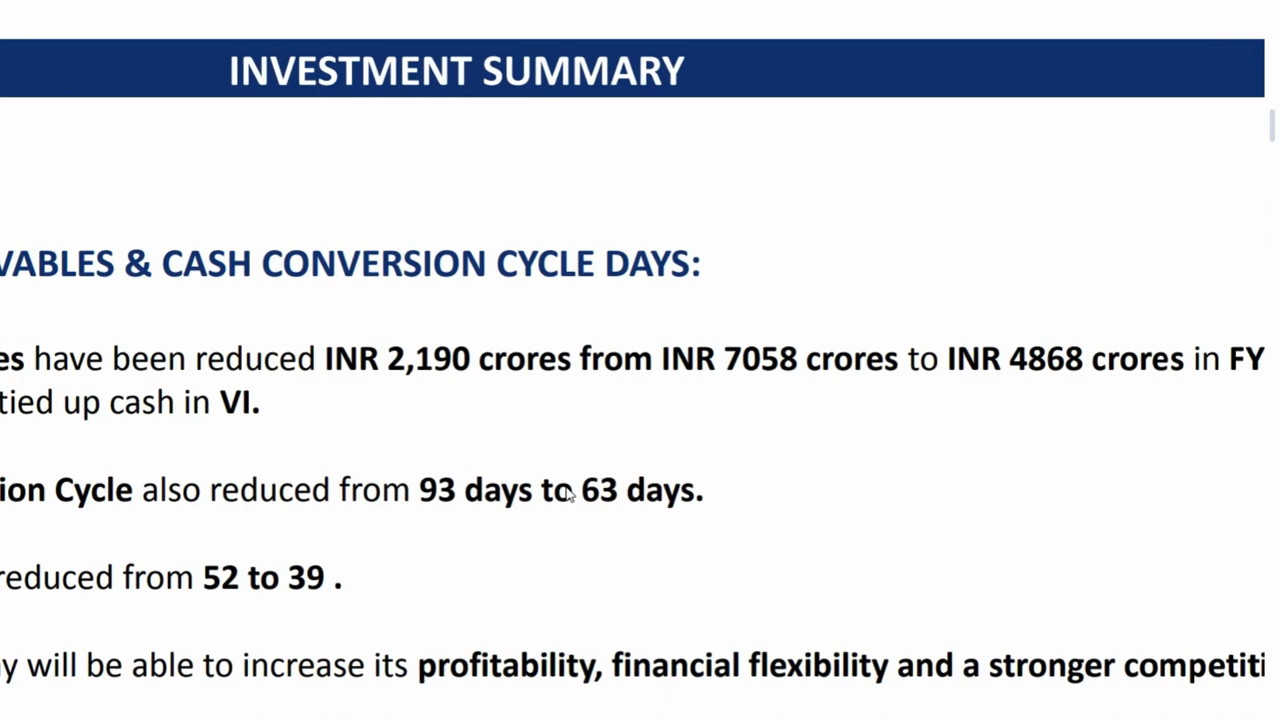 INVESTMENT SUMMARY
VABLES & CASH CONVERSION CYCLE DAYS:
es have been reduced INR 2,190 crores from INR 7058 crores to INR 4868 crores in FY
tied up cash in VI.
ion Cycle also reduced from 93 days to 63 days.
reduced from 52 to 39 .
y will be able to increase its profitability, financial flexibility and a stronger competiti